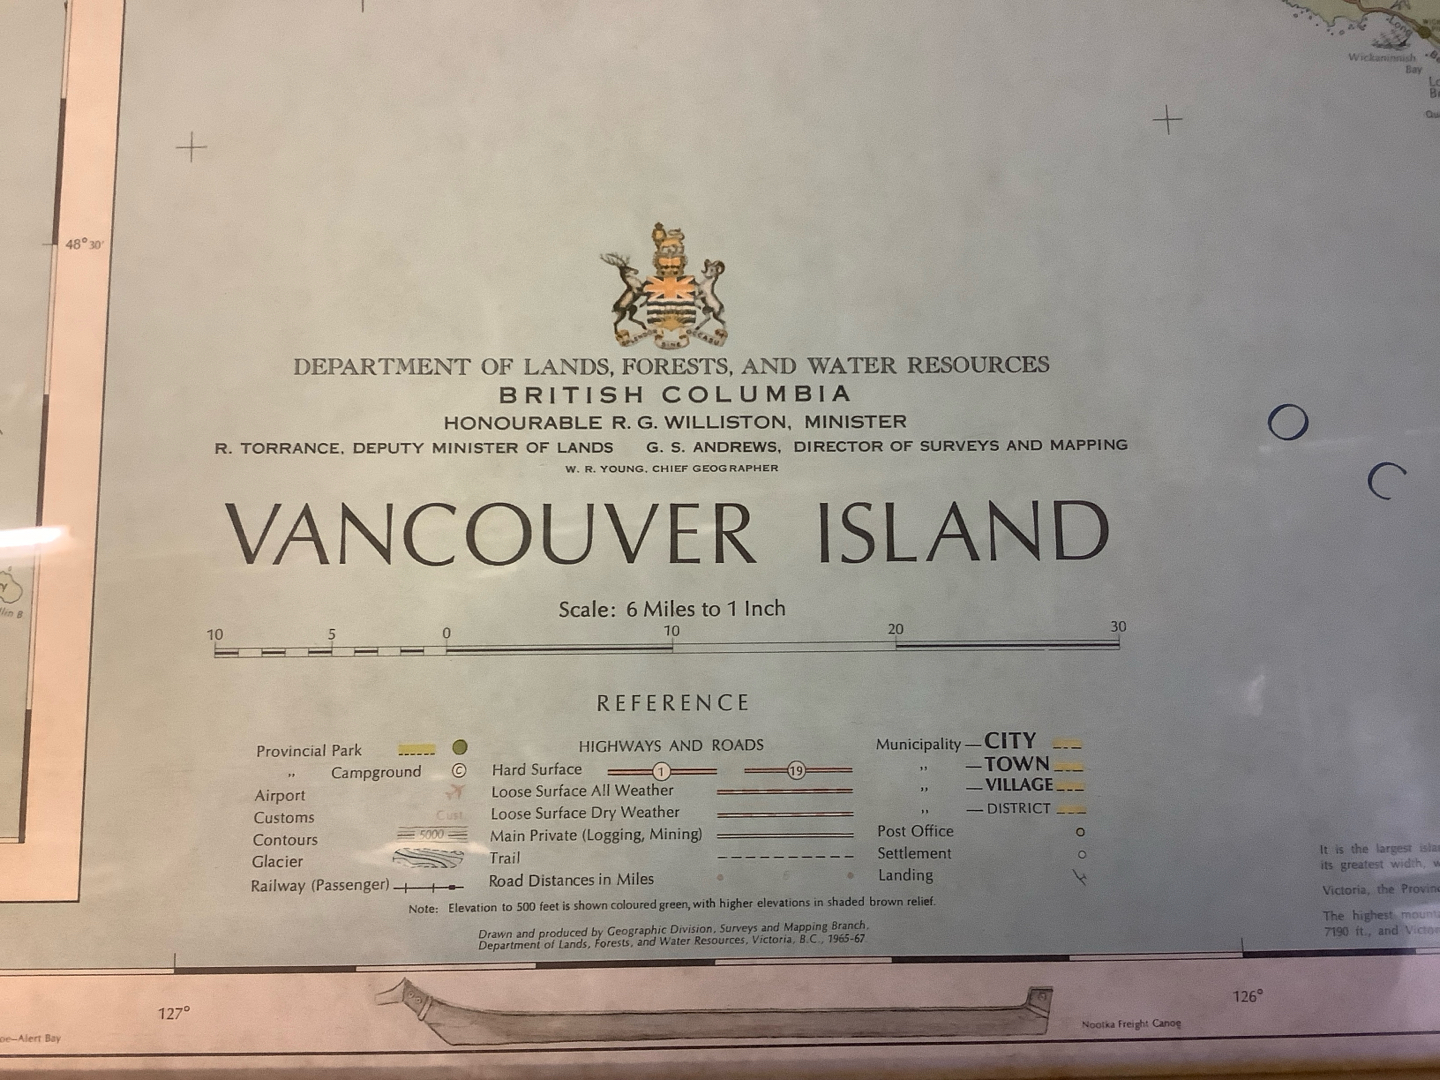 Wickaninnish
Bay
48°30'
DEPARTMENT OF LANDS, FORESTS, AND WATER RESOURCES
BRITISH COLUMBIA
HONOURABLE R. G. WILLISTON, MINISTER
R. TORRANCE, DEPUTY MINISTER OF LANDS G. S. ANDREWS, DIRECTOR OF SURVEYS AND MAPPING
W. R. YOUNG, CHIEF GEOGRAPHER
VANCOUVER ISLAND
Scale: 6 Miles to 1 Inch
10 5 0 10 20 30
REFERENCE
Provincial Park
" Campground C
Airport
Customs Cust.
Contours 5000
Glacier
Railway (Passenger)
HIGHWAYS AND ROADS
Hard Surface 1 19
Loose Surface All Weather
Loose Surface Dry Weather
Main Private (Logging, Mining)
Trail
Road Distances in Miles 6
Municipality — CITY
" — TOWN
" — VILLAGE
" — DISTRICT
Post Office
Settlement
Landing
Note: Elevation to 500 feet is shown coloured green, with higher elevations in shaded brown relief.
Drawn and produced by Geographic Division, Surveys and Mapping Branch,
Department of Lands, Forests, and Water Resources, Victoria, B.C., 1965-67.
It is the largest
its greatest width,
Victoria, the
The highest
7190 ft., and
127°
126°
Nootka Freight Canoe
Alert Bay